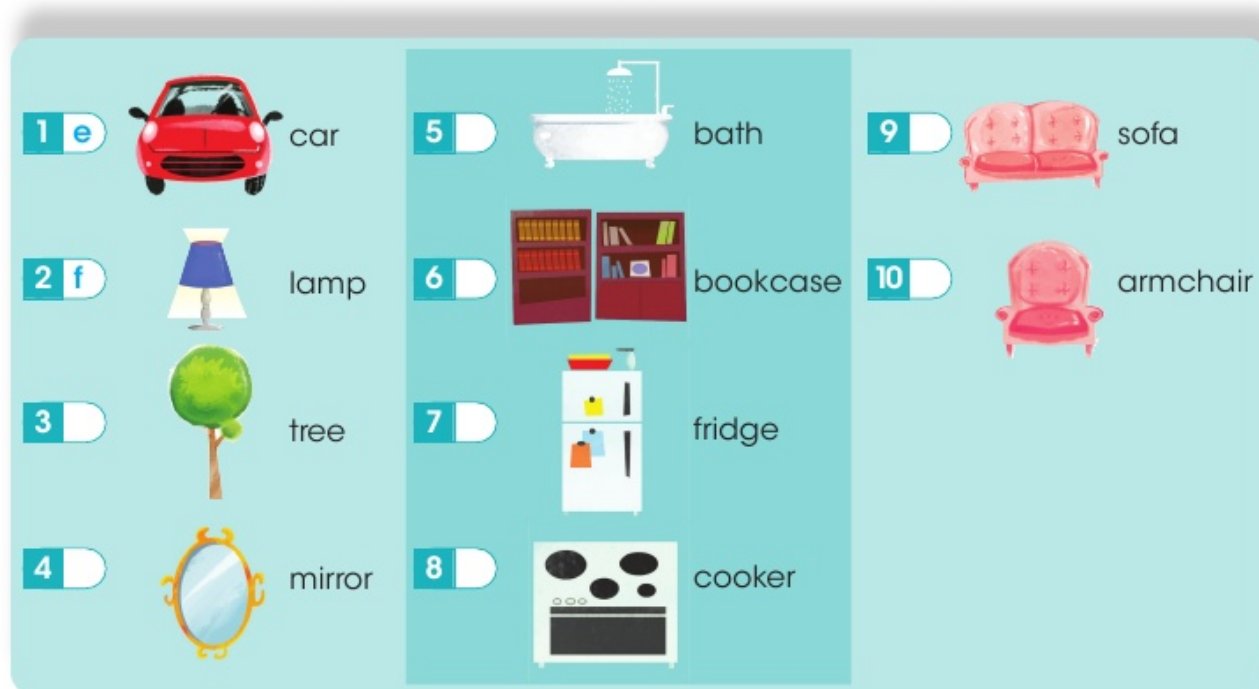 1 e car
2 f lamp
3 tree
4 mirror
5 bath
6 bookcase
7 fridge
8 cooker
9 sofa
10 armchair